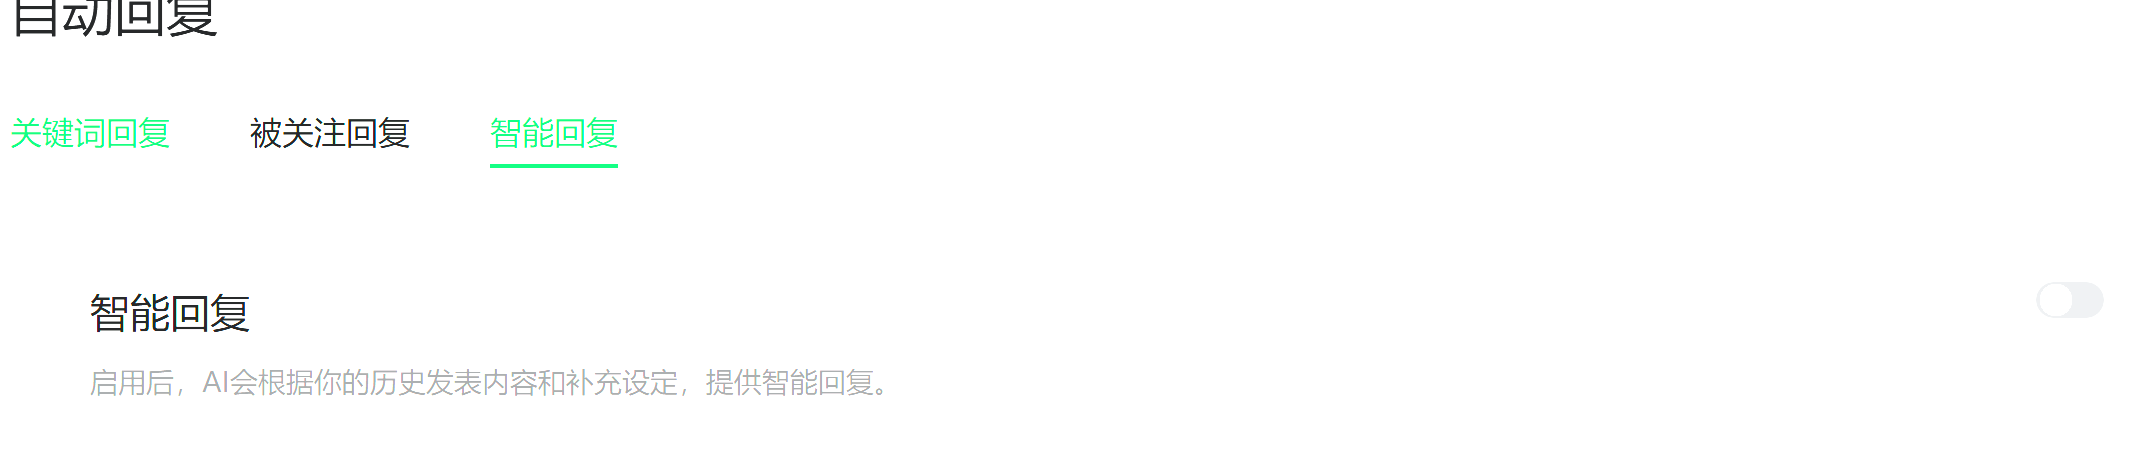 自动回复
关键词回复 被关注回复 智能回复
智能回复
启用后，AI会根据你的历史发表内容和补充设定，提供智能回复。